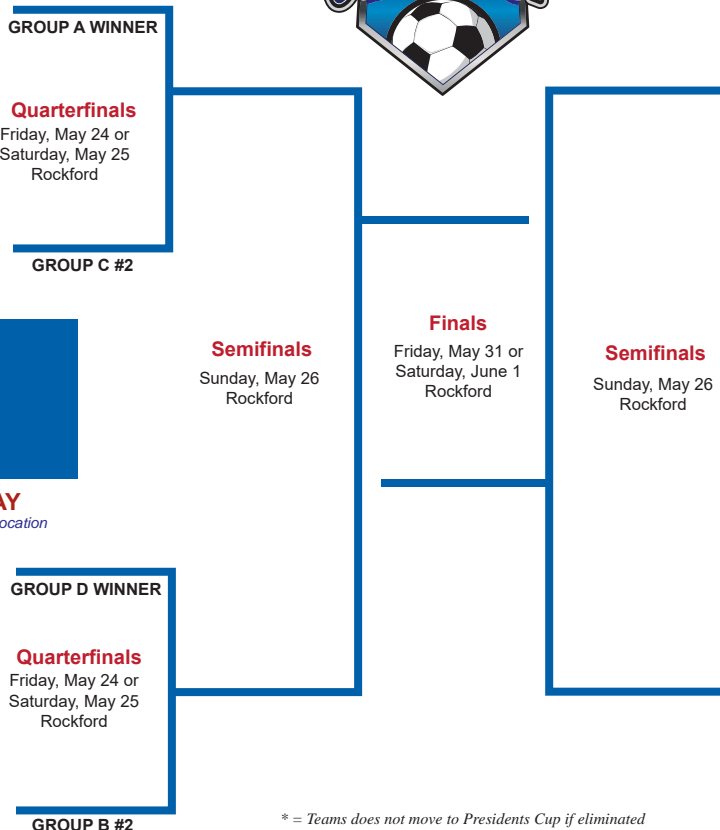 GROUP A WINNER
Quarterfinals
Friday, May 24 or
Saturday, May 25
Rockford
GROUP C #2
Semifinals
Sunday, May 26
Rockford
Finals
Friday, May 31 or
Saturday, June 1
Rockford
Semifinals
Sunday, May 26
Rockford
GROUP D WINNER
Quarterfinals
Friday, May 24 or
Saturday, May 25
Rockford
GROUP B #2
* = Teams does not move to Presidents Cup if eliminated